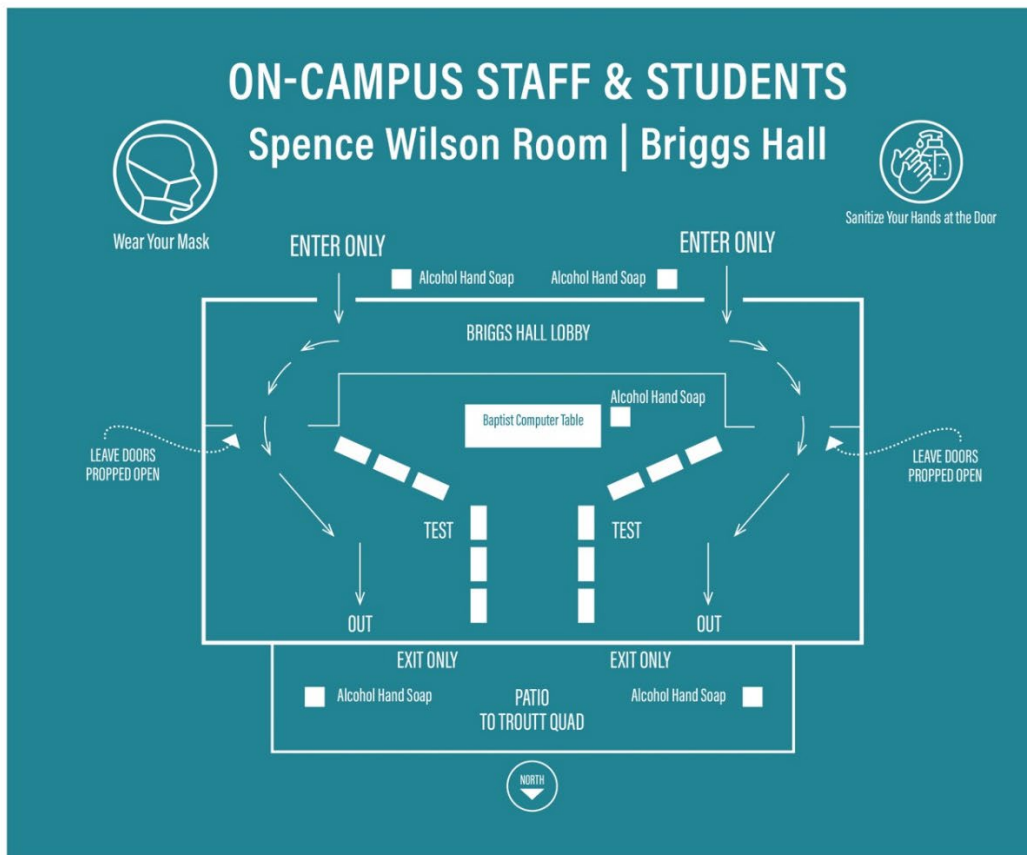 ON-CAMPUS STAFF & STUDENTS
Spence Wilson Room | Briggs Hall
Wear Your Mask
Sanitize Your Hands at the Door
ENTER ONLY
ENTER ONLY
Alcohol Hand Soap
Alcohol Hand Soap
BRIGGS HALL LOBBY
Alcohol Hand Soap
Baptist Computer Table
LEAVE DOORS
PROPPED OPEN
LEAVE DOORS
PROPPED OPEN
TEST
TEST
OUT
OUT
EXIT ONLY
EXIT ONLY
Alcohol Hand Soap
Alcohol Hand Soap
PATIO
TO TROUTT QUAD
NORTH